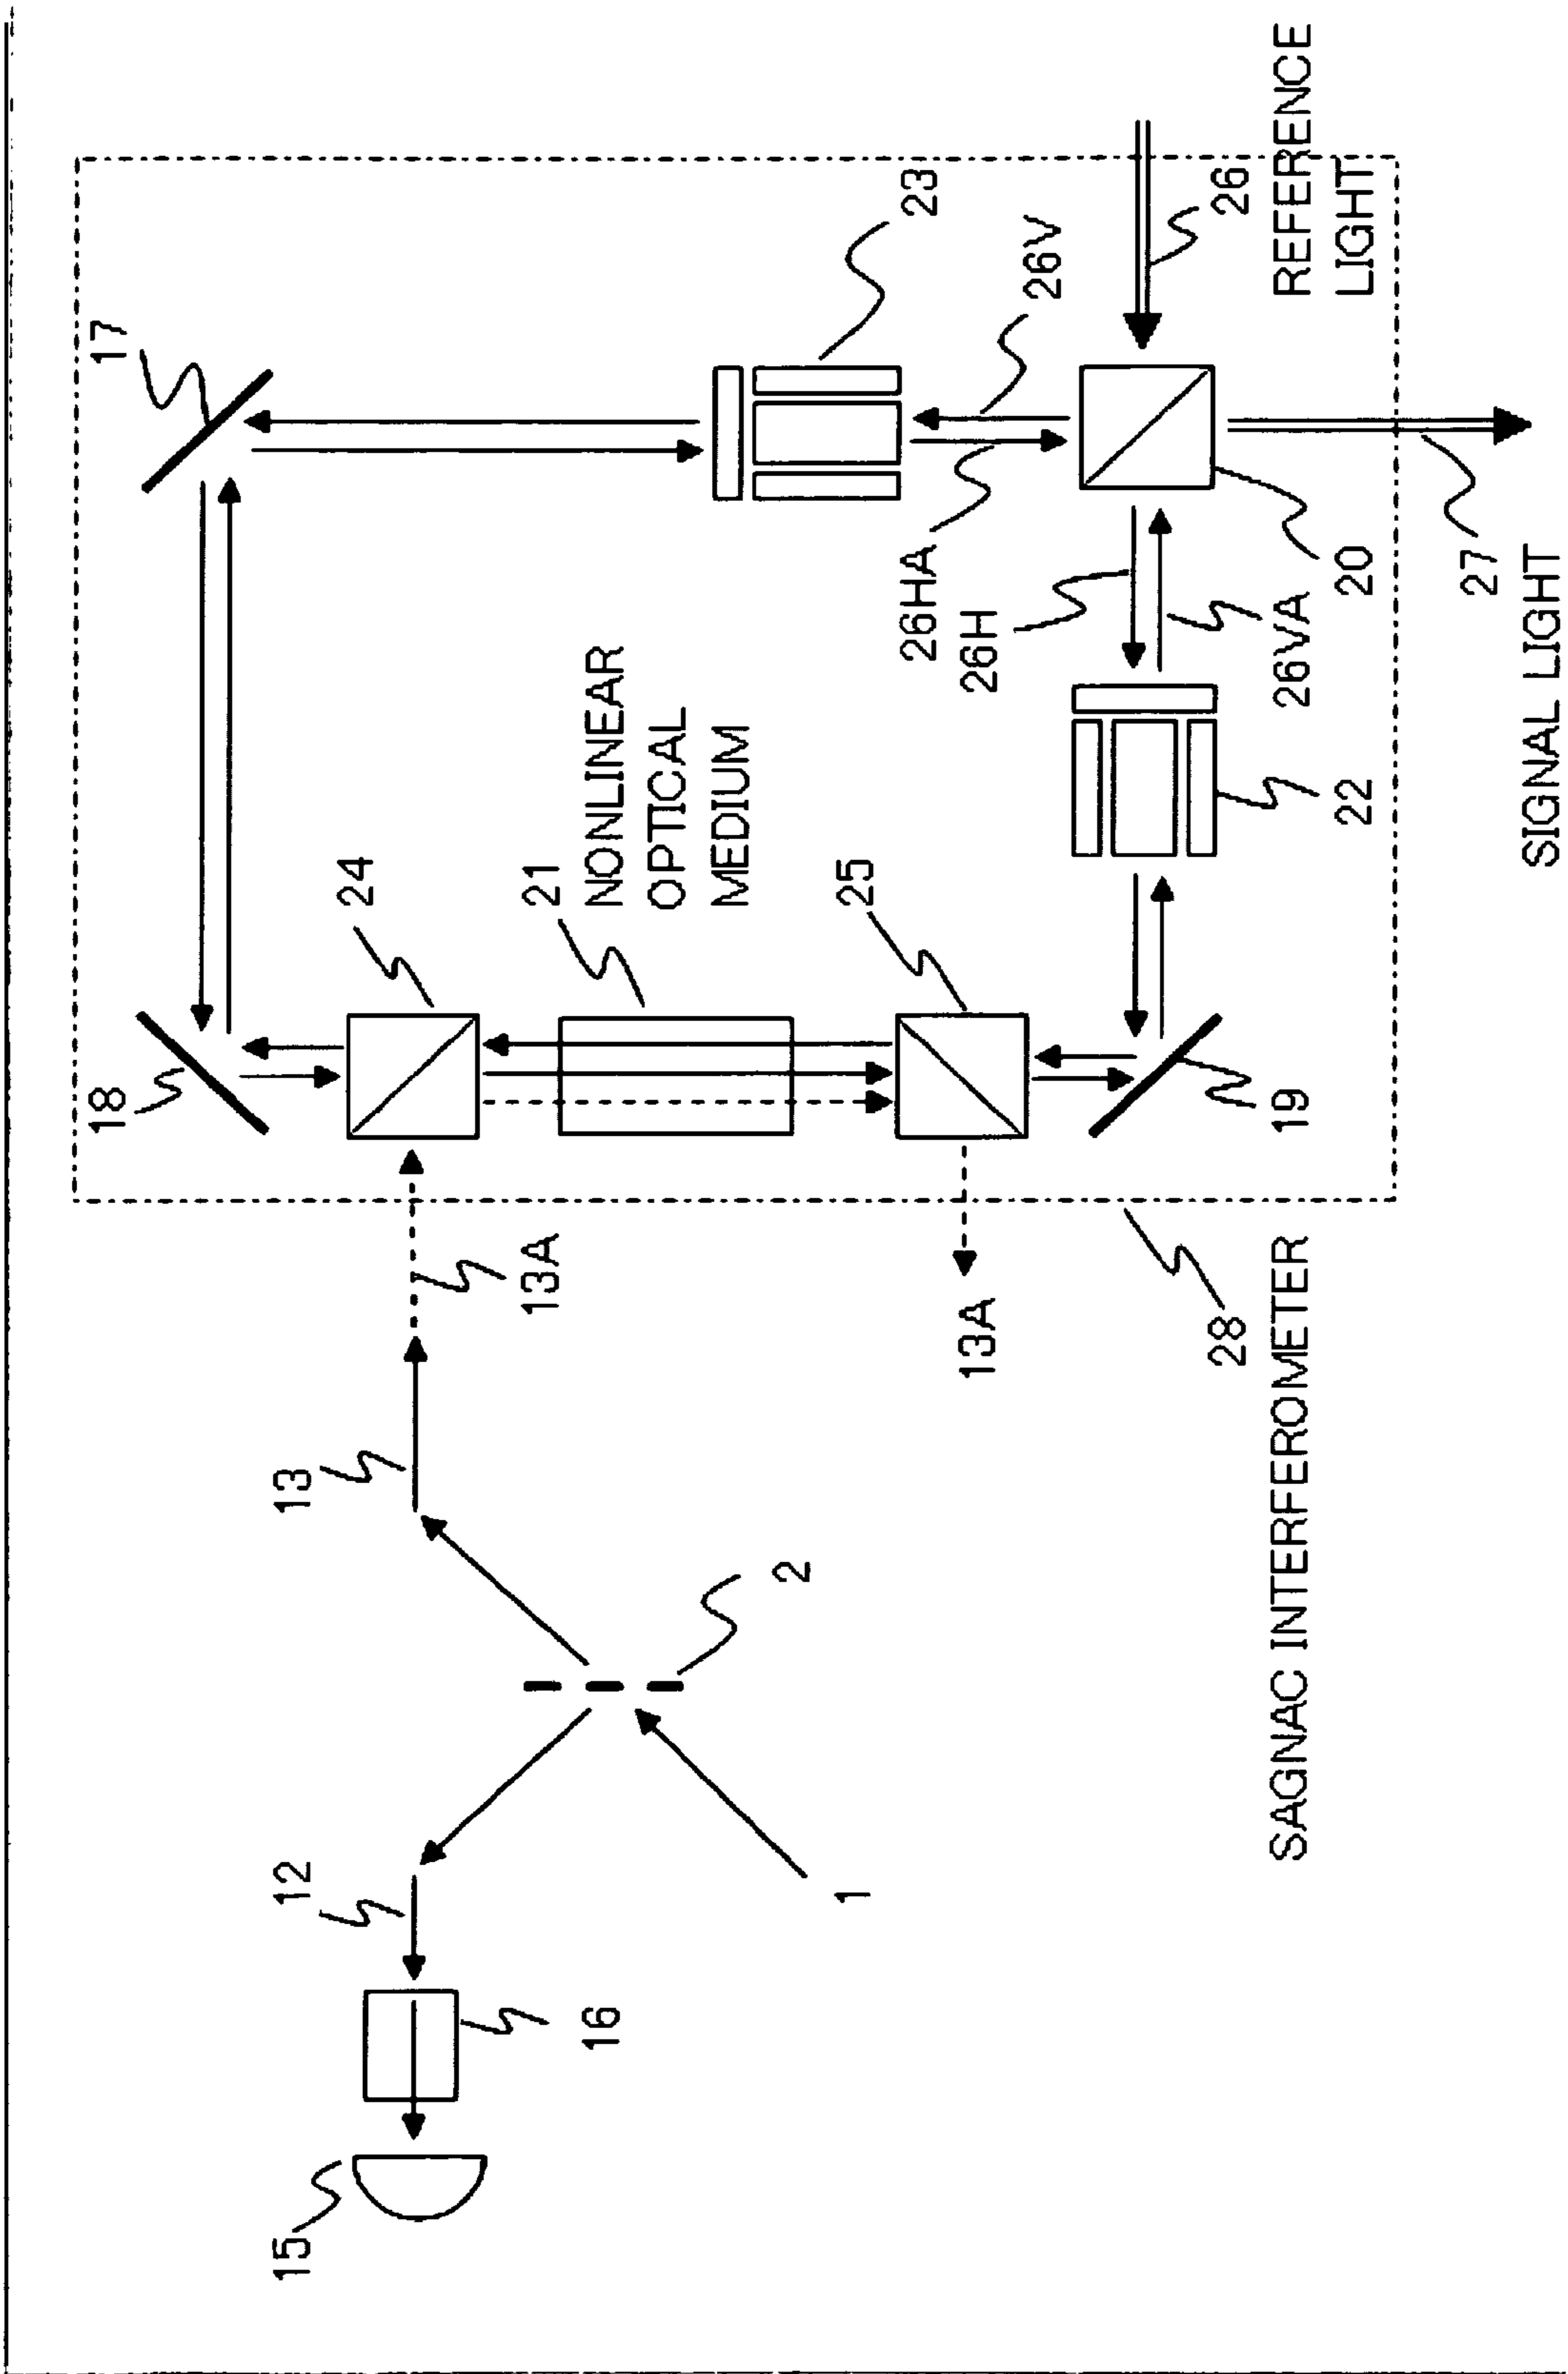 18
17
15
12
13
24
13A
21
16
NONLINEAR
OPTICAL
MEDIUM
2
1
25
26HA
23
13A
26H
26V
28
26
SAGNAC INTERFEROMETER
19
26VA
REFERENCE
LIGHT
22
20
27
SIGNAL LIGHT